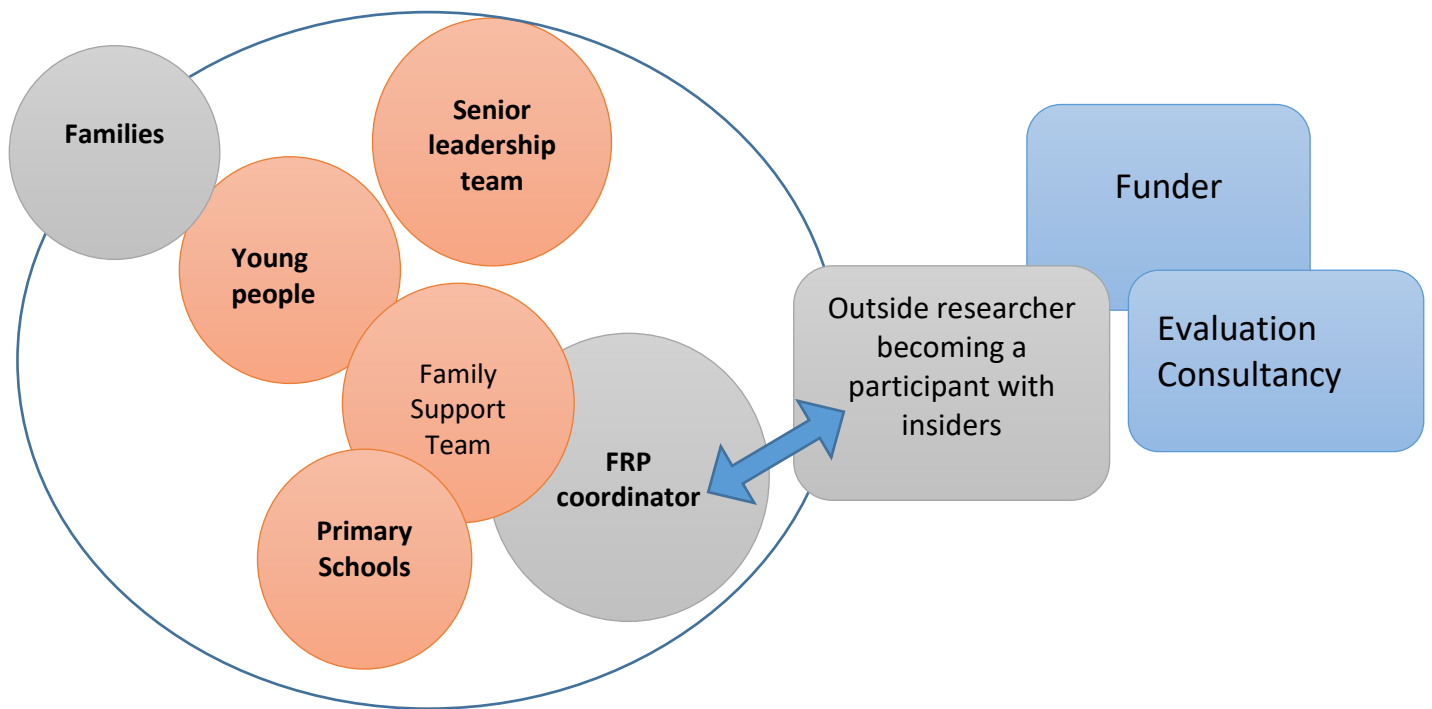 Families
Senior
leadership
team
Young
people
Family
Support
Team
FRP
coordinator
Primary
Schools
Outside researcher
becoming a
participant with
insiders
Funder
Evaluation
Consultancy